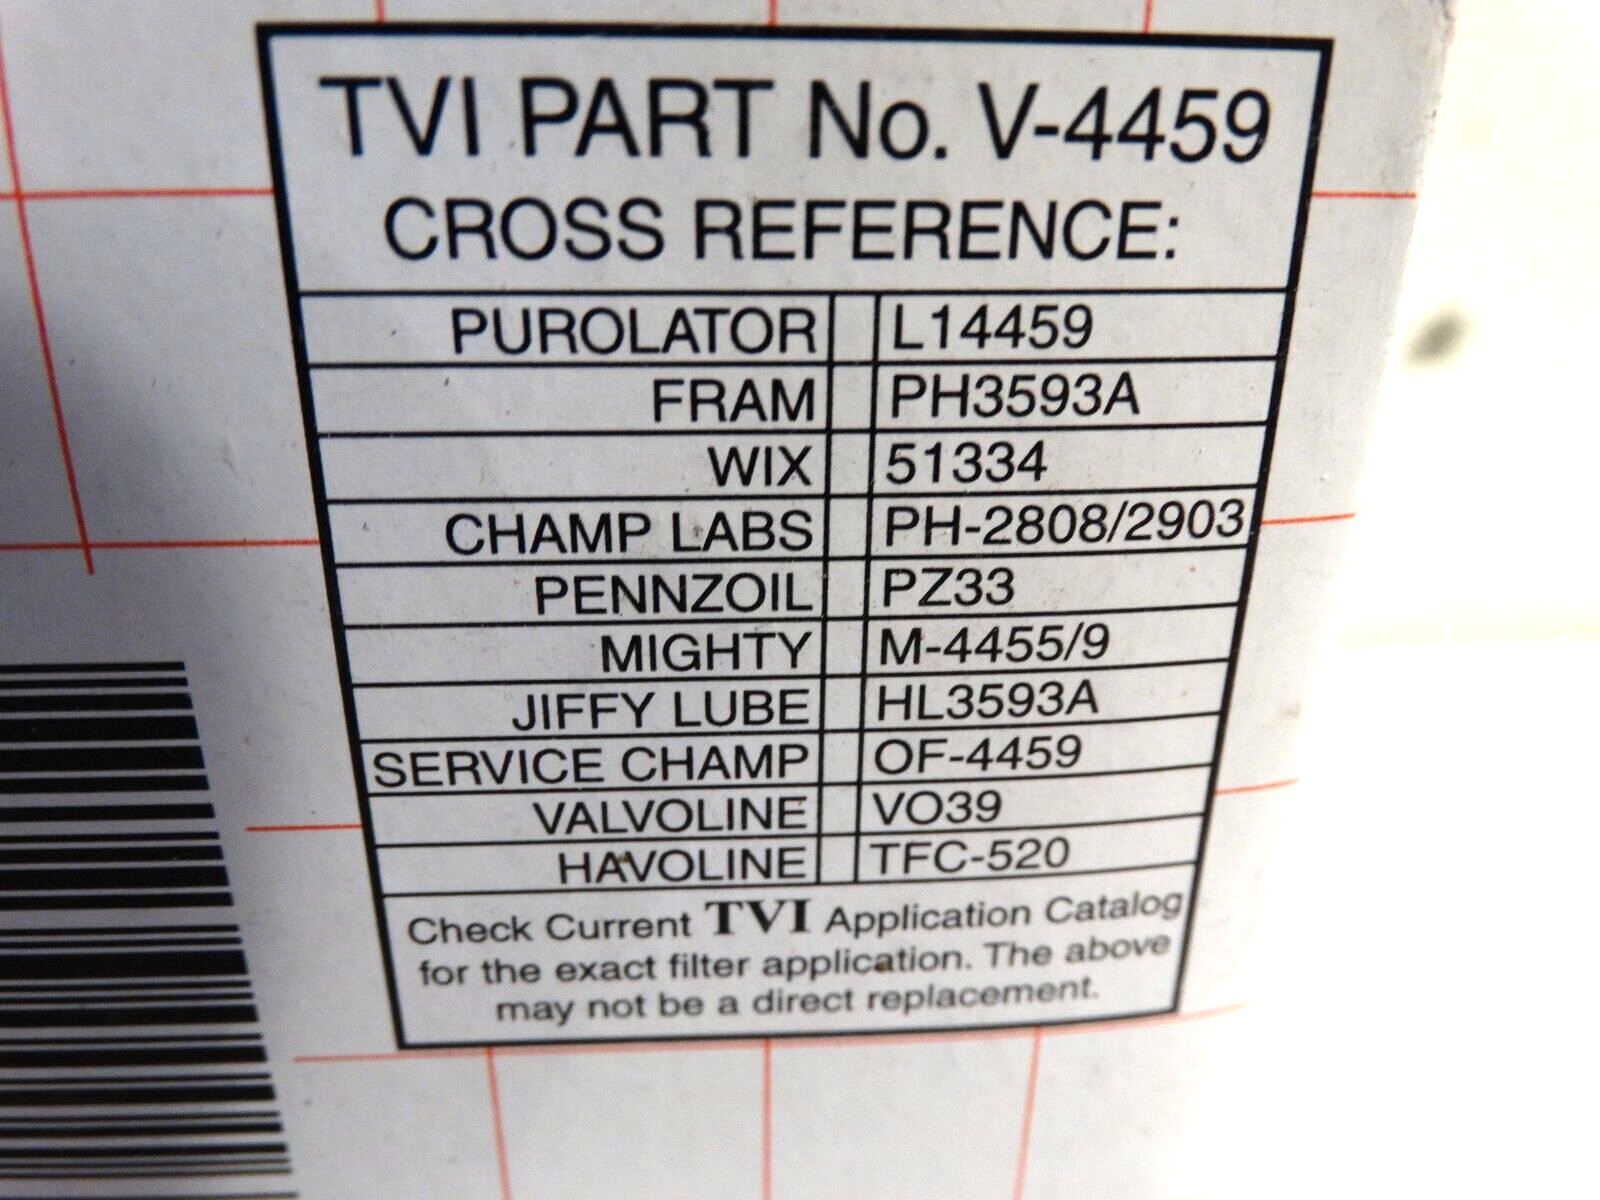 TVI PART No. V-4459
CROSS REFERENCE:
PUROLATOR L14459
FRAM PH3593A
WIX 51334
CHAMP LABS PH-2808/2903
PENNZOIL PZ33
MIGHTY M-4455/9
JIFFY LUBE HL3593A
SERVICE CHAMP OF-4459
VALVOLINE VO39
HAVOLINE TFC-520
Check Current TVI Application Catalog
for the exact filter application. The above
may not be a direct replacement.